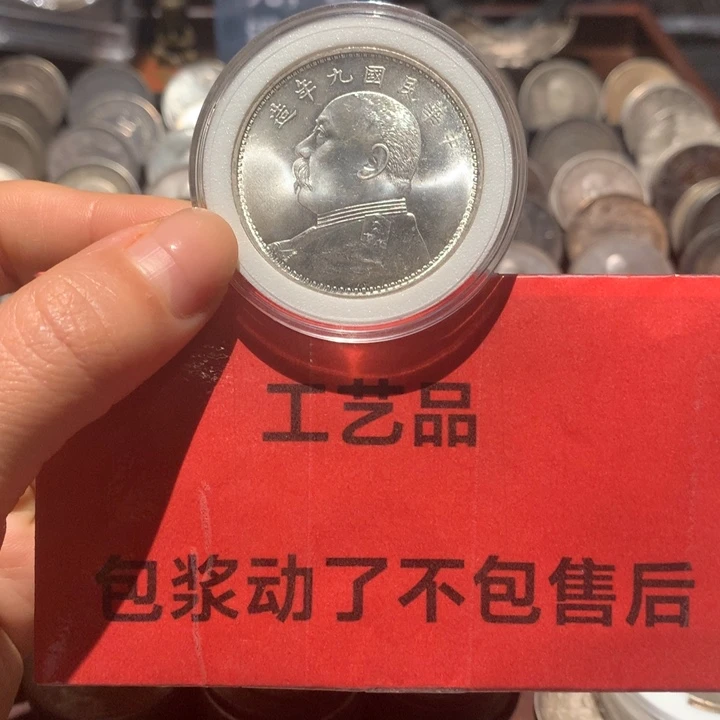 中華民國九年造
工艺品
包浆动了不包售后